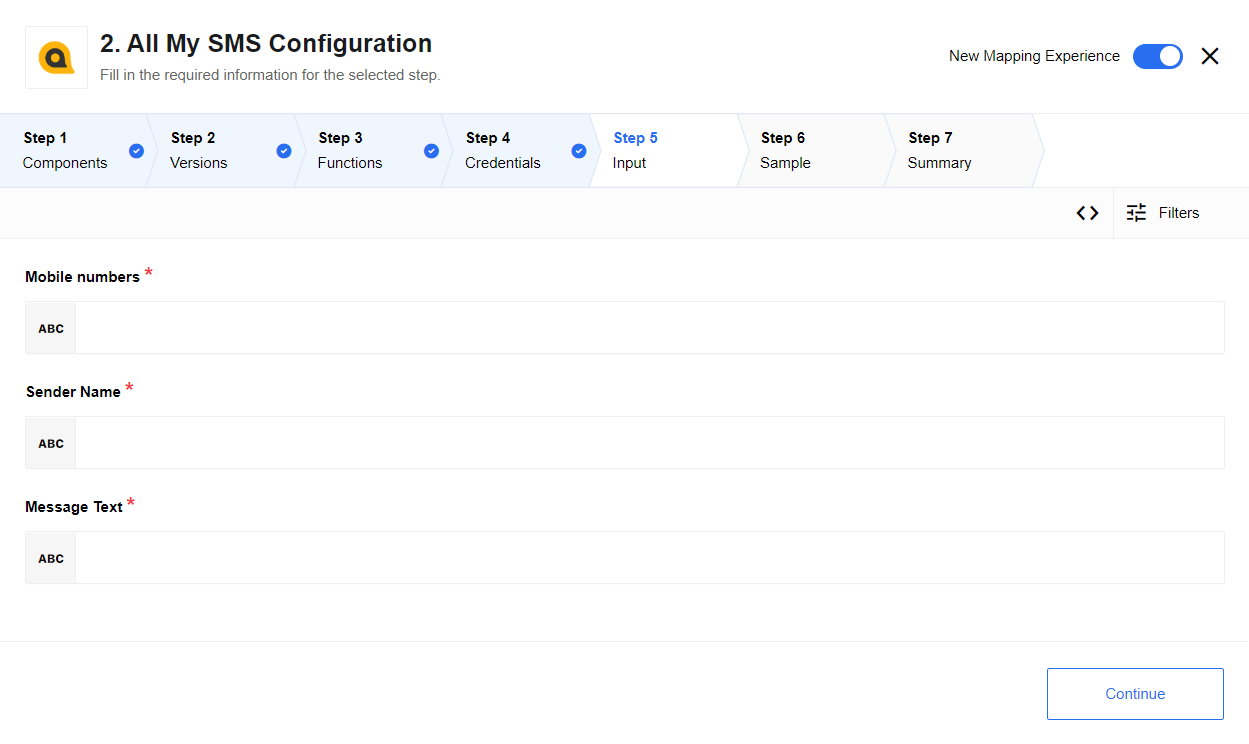 2. All My SMS Configuration
Fill in the required information for the selected step.
New Mapping Experience
Step 1
Components
Step 2
Versions
Step 3
Functions
Step 4
Credentials
Step 5
Input
Step 6
Sample
Step 7
Summary
Filters
Mobile numbers *
ABC
Sender Name *
ABC
Message Text *
ABC
Continue